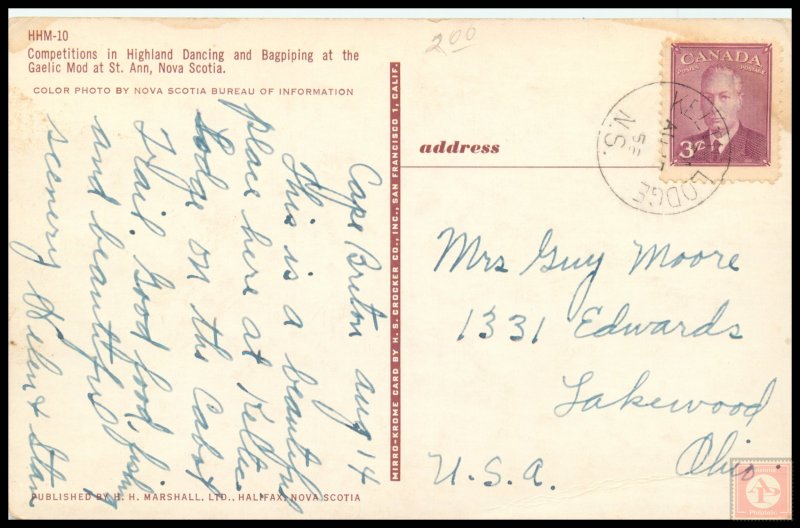 HHM-10
Competitions in Highland Dancing and Bagpiping at the
Gaelic Mod at St. Ann, Nova Scotia.
COLOR PHOTO BY NOVA SCOTIA BUREAU OF INFORMATION
200
CANADA
POSTES POSTAGE
3¢
LODGE
N.S.
address
MIRRO-KROME CARD BY H. S. CROCKER CO., INC., SAN FRANCISCO 1, CALIF.
Cape Breton Aug 14
This is a beautiful
place here at Keltic
Lodge on the Cabot
Trail. Good food, fishing
and beautiful
scenery Helen & Stan
Mrs Guy Moore
1331 Edwards
Lakewood
Ohio
U.S.A.
PUBLISHED BY H. H. MARSHALL, LTD., HALIFAX, NOVA SCOTIA